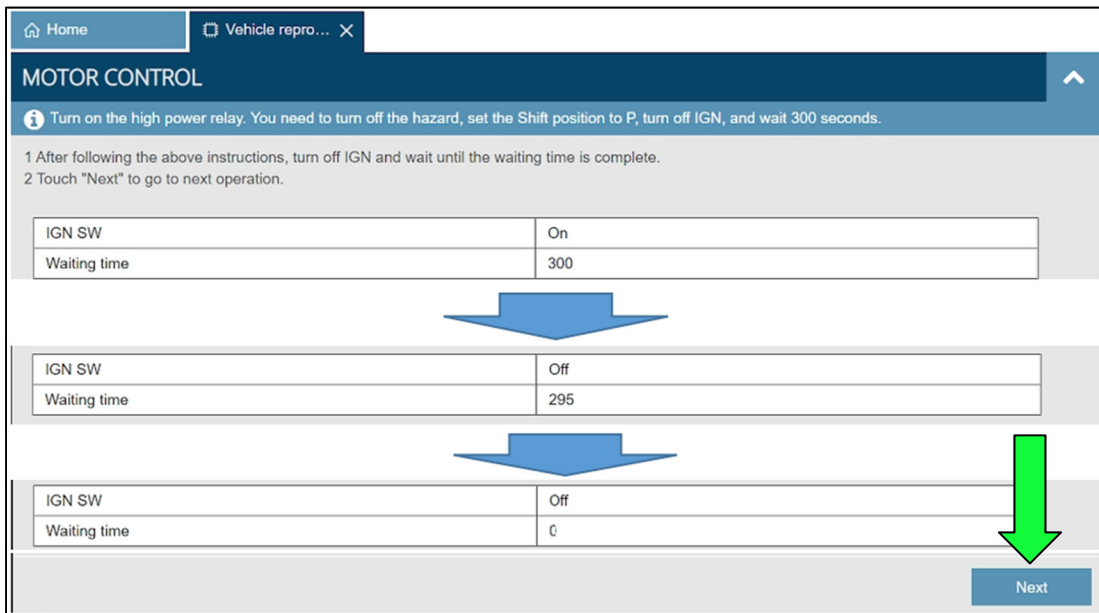 Home
Vehicle repro...
MOTOR CONTROL
Turn on the high power relay. You need to turn off the hazard, set the Shift position to P, turn off IGN, and wait 300 seconds.
1 After following the above instructions, turn off IGN and wait until the waiting time is complete.
2 Touch "Next" to go to next operation.
IGN SW On
Waiting time 300
IGN SW Off
Waiting time 295
IGN SW Off
Waiting time 0
Next